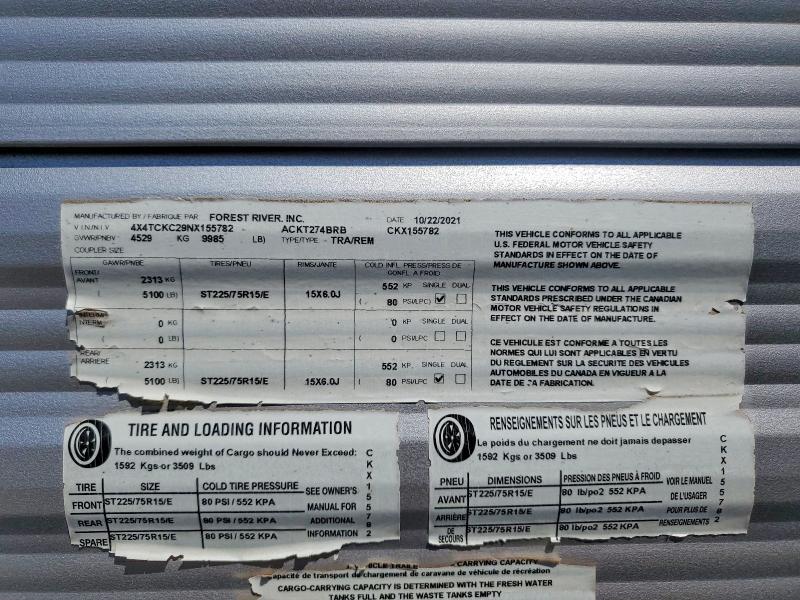 MANUFACTURED BY / FABRIQUE PAR FOREST RIVER, INC. DATE 10/22/2021
V I N / N I V 4X4TCKC29NX155782 ACKT274BRB CKX155782
GVWR/PNBV 4529 KG 9985 LB) TYPE/TYPE- TRA/REM
COUPLER SIZE
GAWR/PNBE TIRES/PNEU RIMS/JANTE COLD INFL PRESS/PRESS DE GONFL A FROID
FRONT/
AVANT 2313 KG 552 KP SINGLE DUAL
5100 LB) ST225/75R15/E 15X6.0J ( 80 PSI/LPC)
INTERM. 0 KG 0 KP SINGLE DUAL
( 0 LB) ( 0 PSI/LPC)
REAR/
ARRIERE 2313 KG 552 KP SINGLE DUAL
5100 LB) ST225/75R15/E 15X6.0J ( 80 PSI/LPC
THIS VEHICLE CONFORMS TO ALL APPLICABLE
U.S. FEDERAL MOTOR VEHICLE SAFETY
STANDARDS IN EFFECT ON THE DATE OF
MANUFACTURE SHOWN ABOVE.
THIS VEHICLE CONFORMS TO ALL APPLICABLE
STANDARDS PRESCRIBED UNDER THE CANADIAN
MOTOR VEHICLE SAFETY REGULATIONS IN
EFFECT ON THE DATE OF MANUFACTURE.
CE VEHICULE EST CONFORME A TOUTES LES
NORMES QUI LUI SONT APPLICABLES EN VERTU
DU REGLEMENT SUR LA SECURITE DES VEHICULES
AUTOMOBILES DU CANADA EN VIGUEUR A LA
DATE DE SA FABRICATION.
TIRE AND LOADING INFORMATION
The combined weight of Cargo should Never Exceed:
1592 Kgs or 3509 Lbs
TIRE SIZE COLD TIRE PRESSURE SEE OWNER'S
FRONT ST225/75R15/E 80 PSI / 552 KPA MANUAL FOR
REAR ST225/75R15/E 80 PSI / 552 KPA ADDITIONAL
SPARE ST225/75R15/E 80 PSI / 552 KPA INFORMATION
CKX155782
RENSEIGNEMENTS SUR LES PNEUS ET LE CHARGEMENT
Le poids du chargement ne doit jamais depasser
1592 Kgs or 3509 Lbs
PNEU DIMENSIONS PRESSION DES PNEUS À FROID VOIR LE MANUEL
AVANT ST225/75R15/E 80 lb/po2 552 KPA DE L'USAGER
ARRIÈRE ST225/75R15/E 80 lb/po2 552 KPA POUR PLUS DE
DE SECOURS ST225/75R15/E 80 lb/po2 552 KPA RENSEIGNEMENTS
CKX155782
CARRYING CAPACITY
capacité de transport de chargement de caravane de véhicule de récréation
CARGO-CARRYING CAPACITY IS DETERMINED WITH THE FRESH WATER
TANKS FULL AND THE WASTE TANKS EMPTY